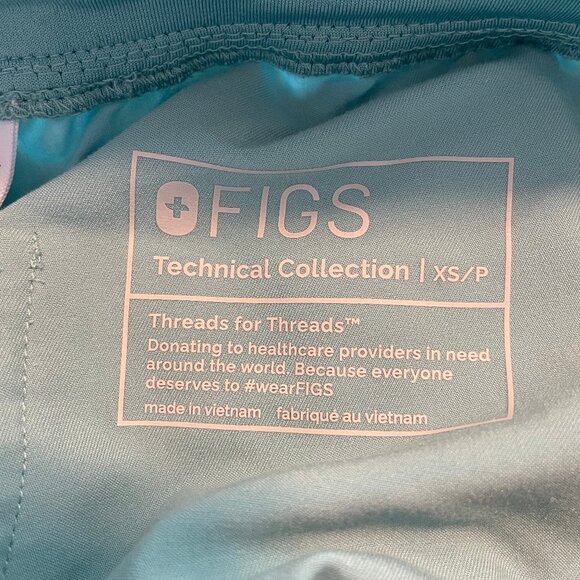 FIGS
Technical Collection | XS/P
Threads for Threads™
Donating to healthcare providers in need
around the world. Because everyone
deserves to #wearFIGS
made in vietnam fabriqué au vietnam